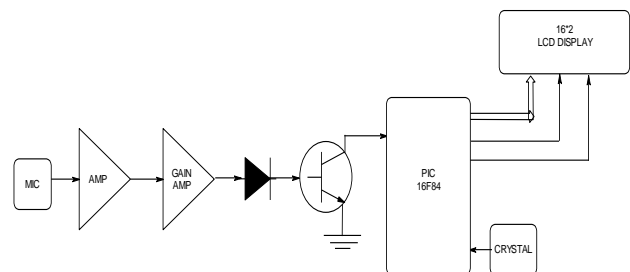 16*2
LCD DISPLAY
MIC
AMP
GAIN
AMP
PIC
16F84
CRYSTAL